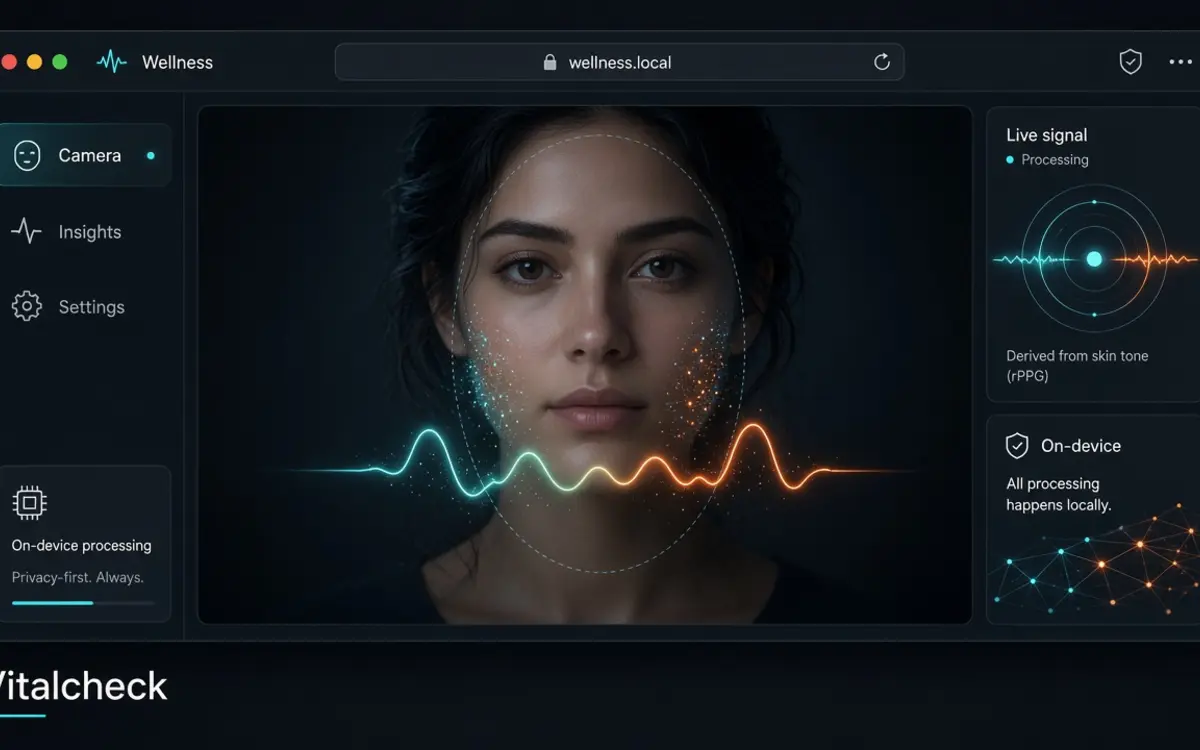 Wellness
wellness.local
Camera
Insights
Settings
On-device processing
Privacy-first. Always.
Live signal
Processing
Derived from skin tone
(rPPG)
On-device
All processing
happens locally.
Vitalcheck